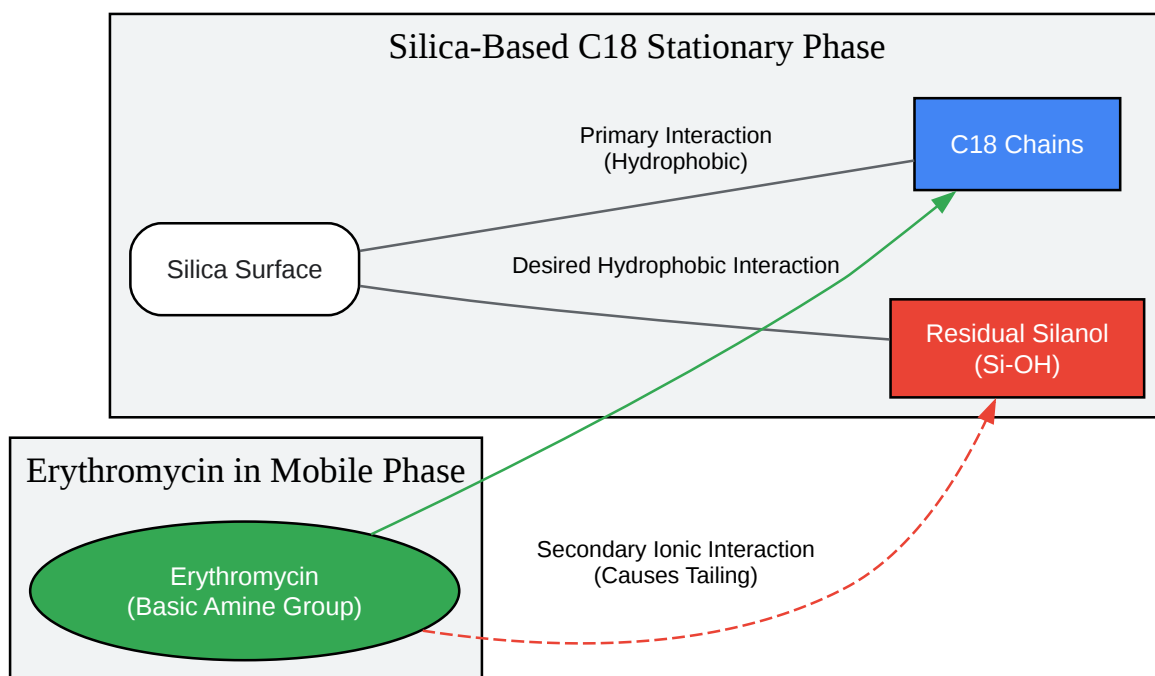 Silica-Based C18 Stationary Phase
Primary Interaction
(Hydrophobic)
C18 Chains
Silica Surface
Desired Hydrophobic Interaction
Residual Silanol
(Si-OH)
Erythromycin in Mobile Phase
Erythromycin
(Basic Amine Group)
Secondary Ionic Interaction
(Causes Tailing)